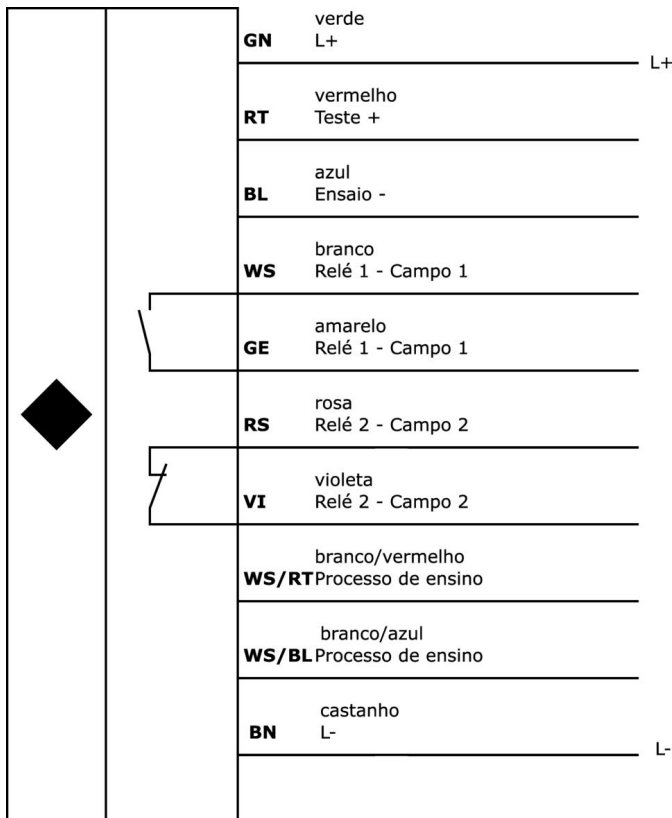 verde
GN L+
L+
vermelho
RT Teste +
azul
BL Ensaio -
branco
WS Relé 1 - Campo 1
amarelo
GE Relé 1 - Campo 1
rosa
RS Relé 2 - Campo 2
violeta
VI Relé 2 - Campo 2
branco/vermelho
WS/RT Processo de ensino
branco/azul
WS/BL Processo de ensino
castanho
BN L-
L-